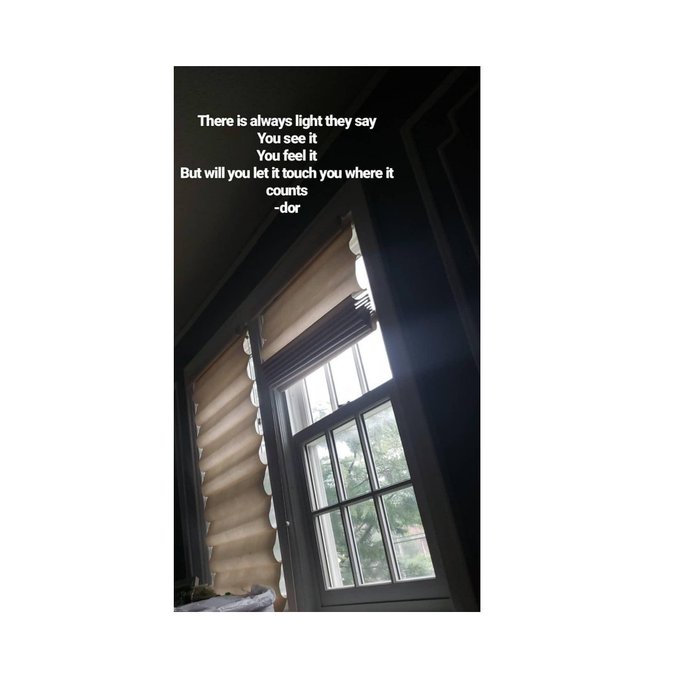 There is always light they say
You see it
You feel it
But will you let it touch you where it
counts
-dor